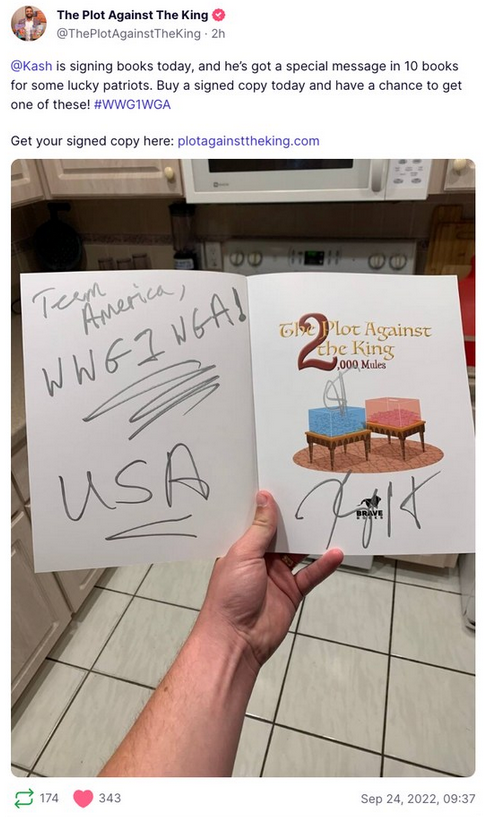 The Plot Against The King
@ThePlotAgainstTheKing · 2h
@Kash is signing books today, and he's got a special message in 10 books
for some lucky patriots. Buy a signed copy today and have a chance to get
one of these! #WWG1WGA
Get your signed copy here: plotagainsttheking.com
Team
America,
WWG1WGA!
USA
The Plot Against
2 the King
,000 Mules
BRAVE
BOOKS
174 343 Sep 24, 2022, 09:37